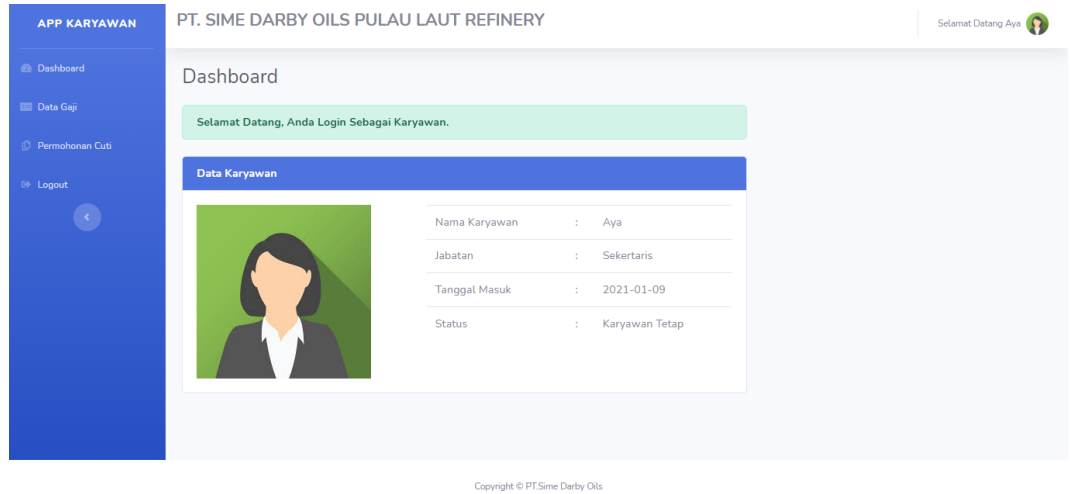 APP KARYAWAN
PT. SIME DARBY OILS PULAU LAUT REFINERY
Selamat Datang Aya
Dashboard
Data Gaji
Permohonan Cuti
Logout
Dashboard
Selamat Datang, Anda Login Sebagai Karyawan.
Data Karyawan
Nama Karyawan : Aya
Jabatan : Sekertaris
Tanggal Masuk : 2021-01-09
Status : Karyawan Tetap
Copyright © PT.Sime Darby Oils